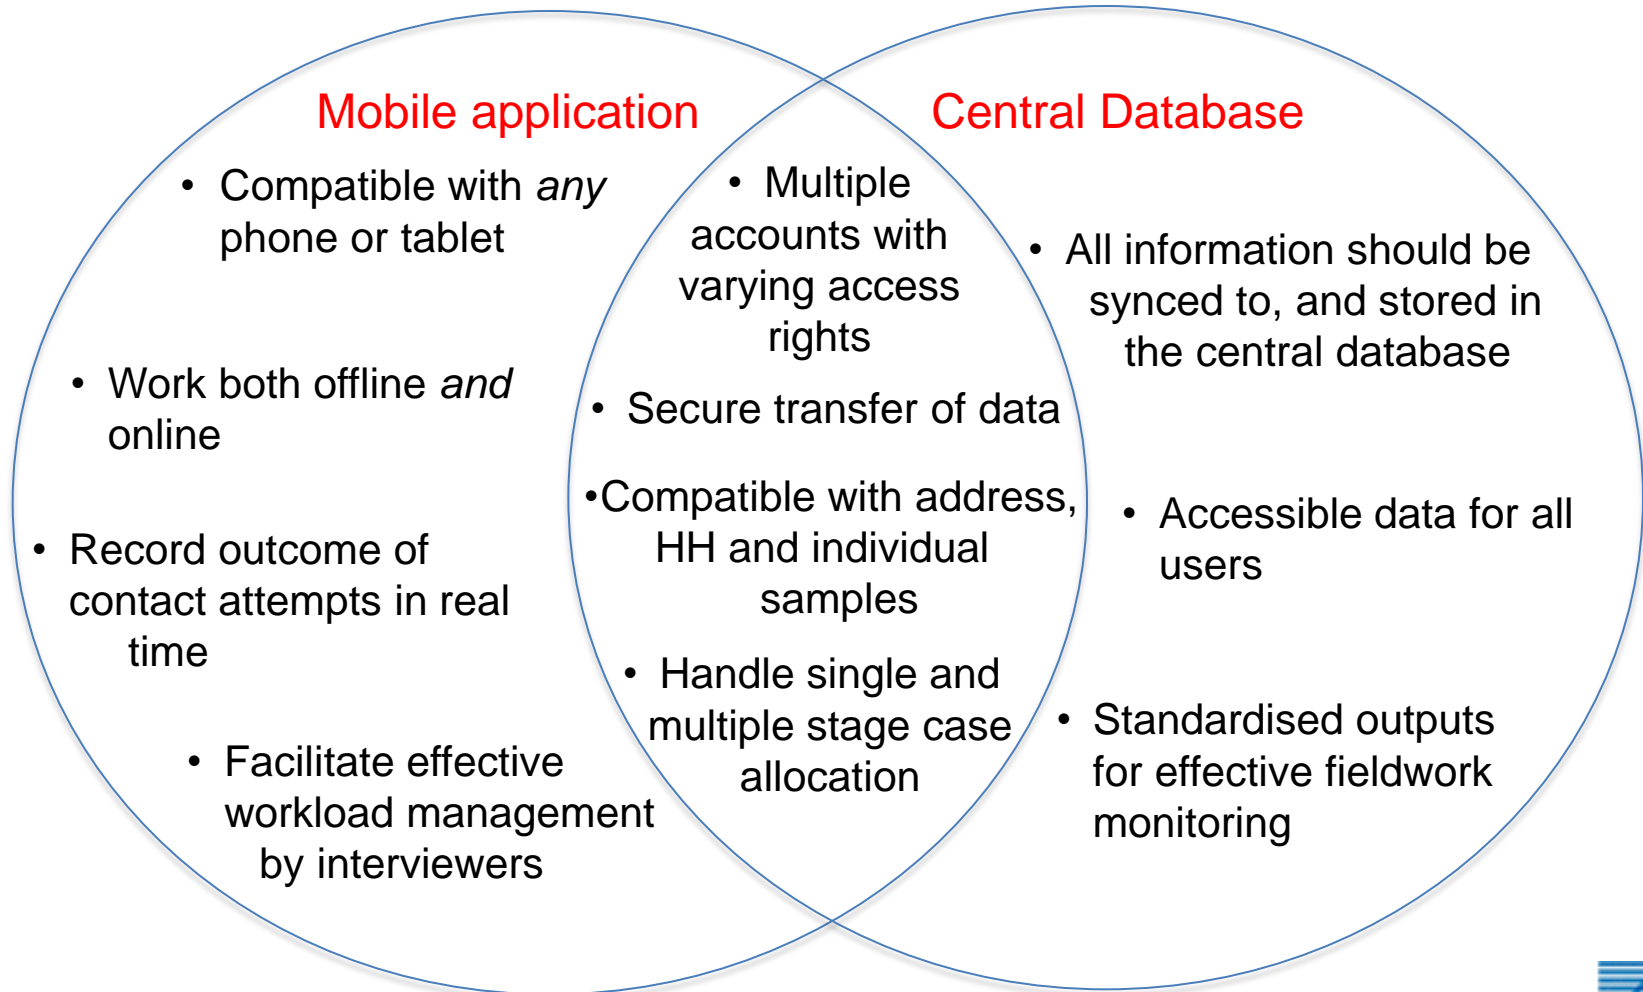 Mobile application
• Compatible with any
phone or tablet
• Work both offline and
online
• Record outcome of
contact attempts in real
time
• Facilitate effective
workload management
by interviewers
• Multiple
accounts with
varying access
rights
• Secure transfer of data
•Compatible with address,
HH and individual
samples
• Handle single and
multiple stage case
allocation
Central Database
• All information should be
synced to, and stored in
the central database
• Accessible data for all
users
• Standardised outputs
for effective fieldwork
monitoring